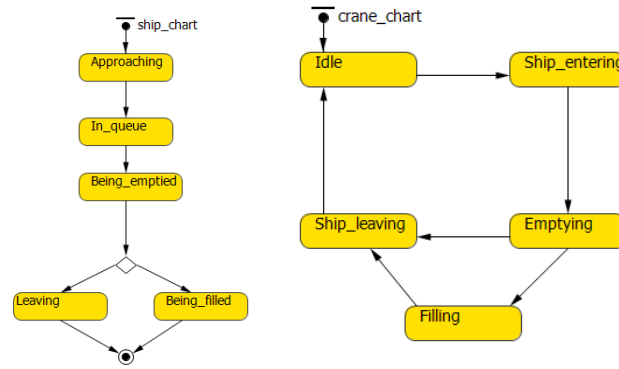 ship_chart
Approaching
In_queue
Being_emptied
Leaving
Being_filled
crane_chart
Idle
Ship_entering
Ship_leaving
Emptying
Filling